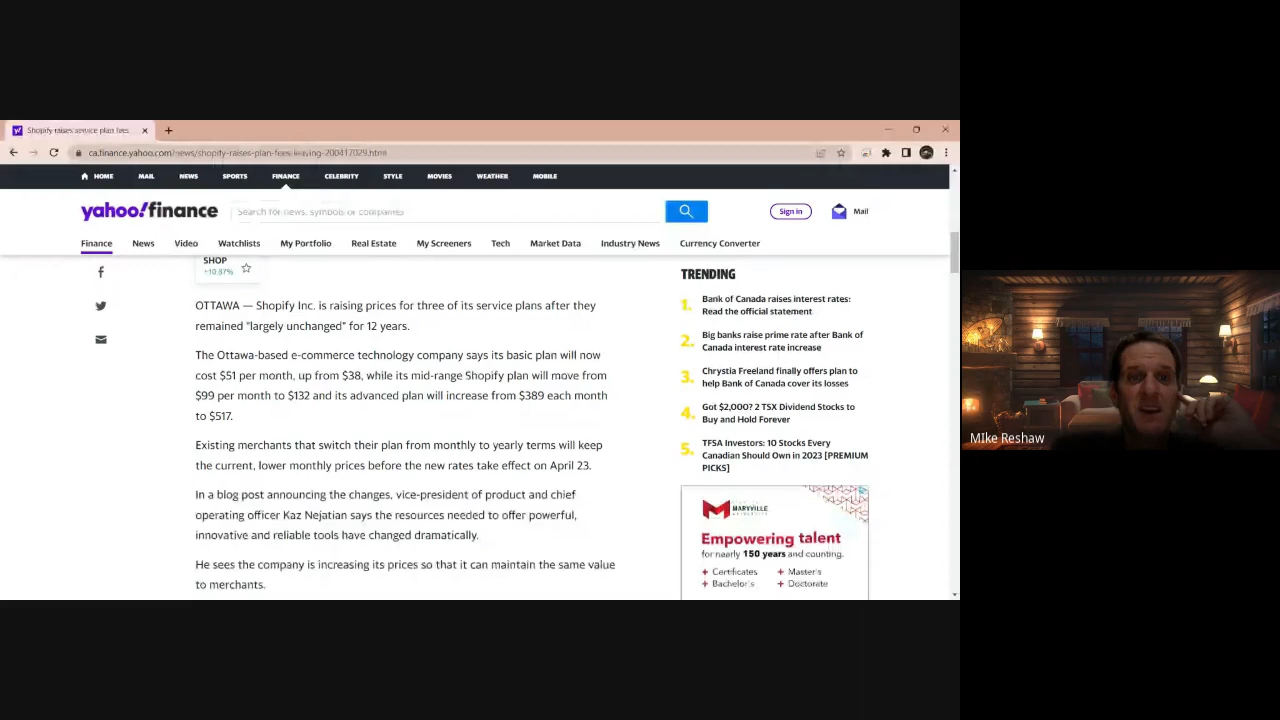 Shopify raises service plan fees
ca.finance.yahoo.com/news/shopify-raises-plan-fees-leaving-200417029.html
HOME MAIL NEWS SPORTS FINANCE CELEBRITY STYLE MOVIES WEATHER MOBILE
yahoo!finance
Search for news, symbols or companies
Sign in
Mail
Finance News Video Watchlists My Portfolio Real Estate My Screeners Tech Market Data Industry News Currency Converter
SHOP
+10.87%
OTTAWA — Shopify Inc. is raising prices for three of its service plans after they
remained "largely unchanged" for 12 years.
The Ottawa-based e-commerce technology company says its basic plan will now
cost $51 per month, up from $38, while its mid-range Shopify plan will move from
$99 per month to $132 and its advanced plan will increase from $389 each month
to $517.
Existing merchants that switch their plan from monthly to yearly terms will keep
the current, lower monthly prices before the new rates take effect on April 23.
In a blog post announcing the changes, vice-president of product and chief
operating officer Kaz Nejatian says the resources needed to offer powerful,
innovative and reliable tools have changed dramatically.
He sees the company is increasing its prices so that it can maintain the same value
to merchants.
TRENDING
1. Bank of Canada raises interest rates:
Read the official statement
2. Big banks raise prime rate after Bank of
Canada interest rate increase
3. Chrystia Freeland finally offers plan to
help Bank of Canada cover its losses
4. Got $2,000? 2 TSX Dividend Stocks to
Buy and Hold Forever
5. TFSA Investors: 10 Stocks Every
Canadian Should Own in 2023 [PREMIUM
PICKS]
MARYVILLE
UNIVERSITY
Empowering talent
for nearly 150 years and counting.
+ Certificates + Master's
+ Bachelor's + Doctorate
MIke Reshaw